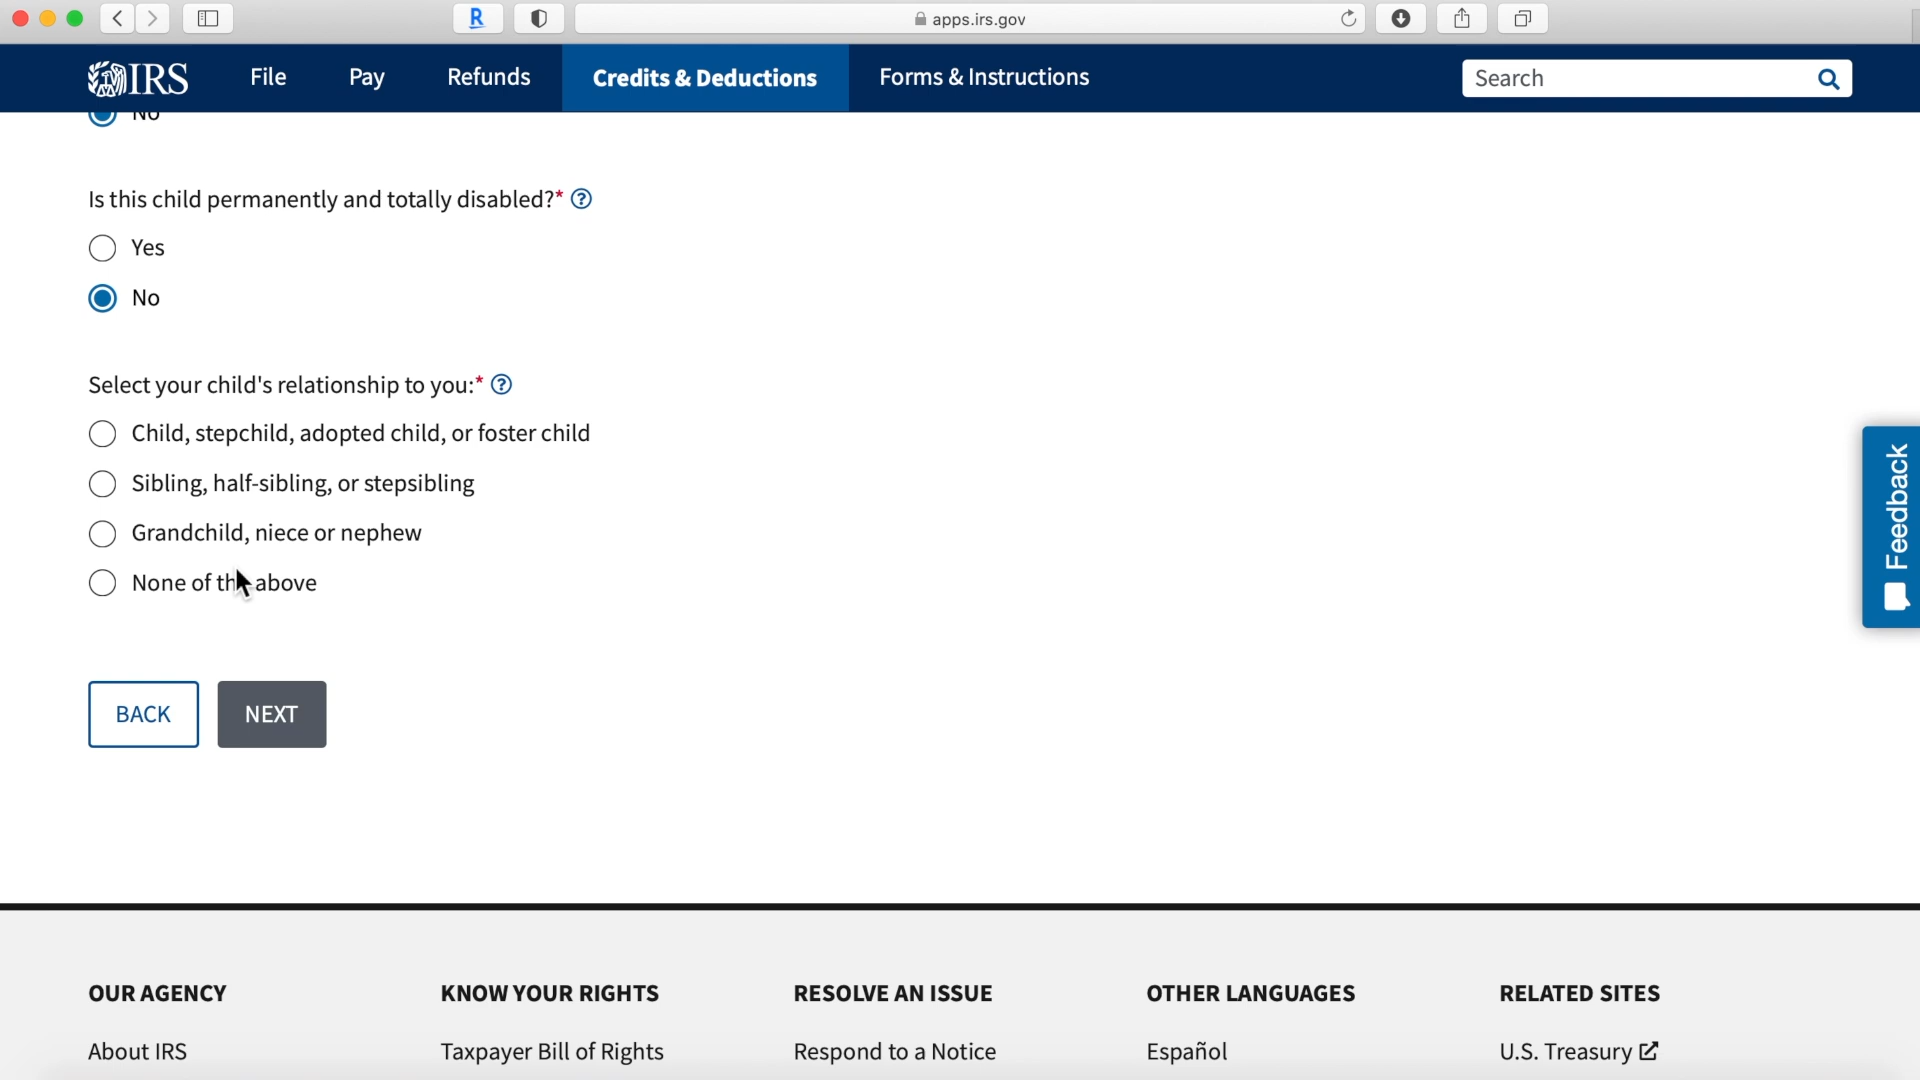 R
apps.irs.gov
IRS
File
Pay
Refunds
Credits & Deductions
Forms & Instructions
Search
No
Is this child permanently and totally disabled?* ?
Yes
No
Select your child's relationship to you:* ?
Child, stepchild, adopted child, or foster child
Sibling, half-sibling, or stepsibling
Grandchild, niece or nephew
None of the above
Feedback
BACK
NEXT
OUR AGENCY
KNOW YOUR RIGHTS
RESOLVE AN ISSUE
OTHER LANGUAGES
RELATED SITES
About IRS
Taxpayer Bill of Rights
Respond to a Notice
Español
U.S. Treasury